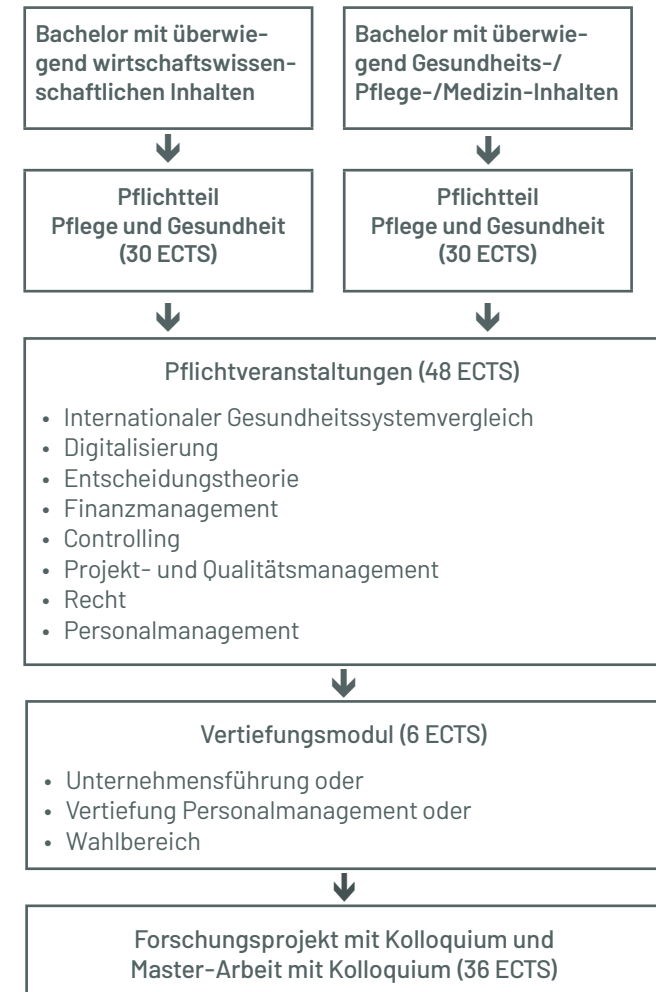 Bachelor mit überwie-
gend wirtschaftswissen-
schaftlichen Inhalten
Bachelor mit überwie-
gend Gesundheits-/
Pflege-/Medizin-Inhalten
Pflichtteil
Pflege und Gesundheit
(30 ECTS)
Pflichtteil
Pflege und Gesundheit
(30 ECTS)
Pflichtveranstaltungen (48 ECTS)
• Internationaler Gesundheitssystemvergleich
• Digitalisierung
• Entscheidungstheorie
• Finanzmanagement
• Controlling
• Projekt- und Qualitätsmanagement
• Recht
• Personalmanagement
Vertiefungsmodul (6 ECTS)
• Unternehmensführung oder
• Vertiefung Personalmanagement oder
• Wahlbereich
Forschungsprojekt mit Kolloquium und
Master-Arbeit mit Kolloquium (36 ECTS)